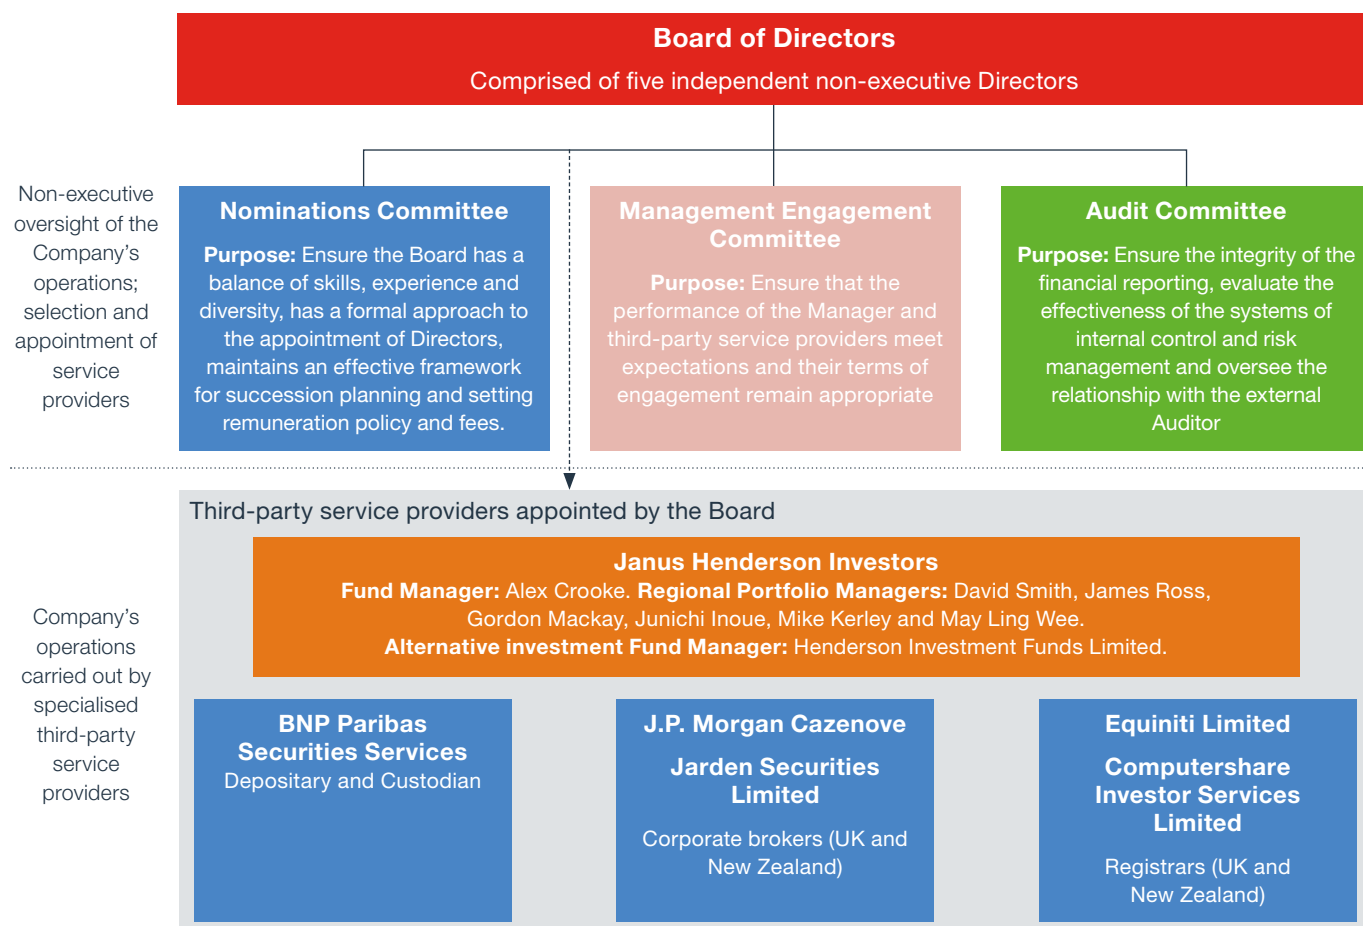 Board of Directors
Comprised of five independent non-executive Directors
Non-executive
oversight of the
Company’s
operations;
selection and
appointment of
service
providers
Nominations Committee
Purpose: Ensure the Board has a
balance of skills, experience and
diversity, has a formal approach to
the appointment of Directors,
maintains an effective framework
for succession planning and setting
remuneration policy and fees.
Management Engagement
Committee
Purpose: Ensure that the
performance of the Manager and
third-party service providers meet
expectations and their terms of
engagement remain appropriate
Audit Committee
Purpose: Ensure the integrity of the
financial reporting, evaluate the
effectiveness of the systems of
internal control and risk
management and oversee the
relationship with the external
Auditor
Third-party service providers appointed by the Board
Janus Henderson Investors
Fund Manager: Alex Crooke. Regional Portfolio Managers: David Smith, James Ross,
Gordon Mackay, Junichi Inoue, Mike Kerley and May Ling Wee.
Alternative investment Fund Manager: Henderson Investment Funds Limited.
Company’s
operations
carried out by
specialised
third-party
service
providers
BNP Paribas
Securities Services
Depositary and Custodian
J.P. Morgan Cazenove
Jarden Securities
Limited
Corporate brokers (UK and
New Zealand)
Equiniti Limited
Computershare
Investor Services
Limited
Registrars (UK and
New Zealand)